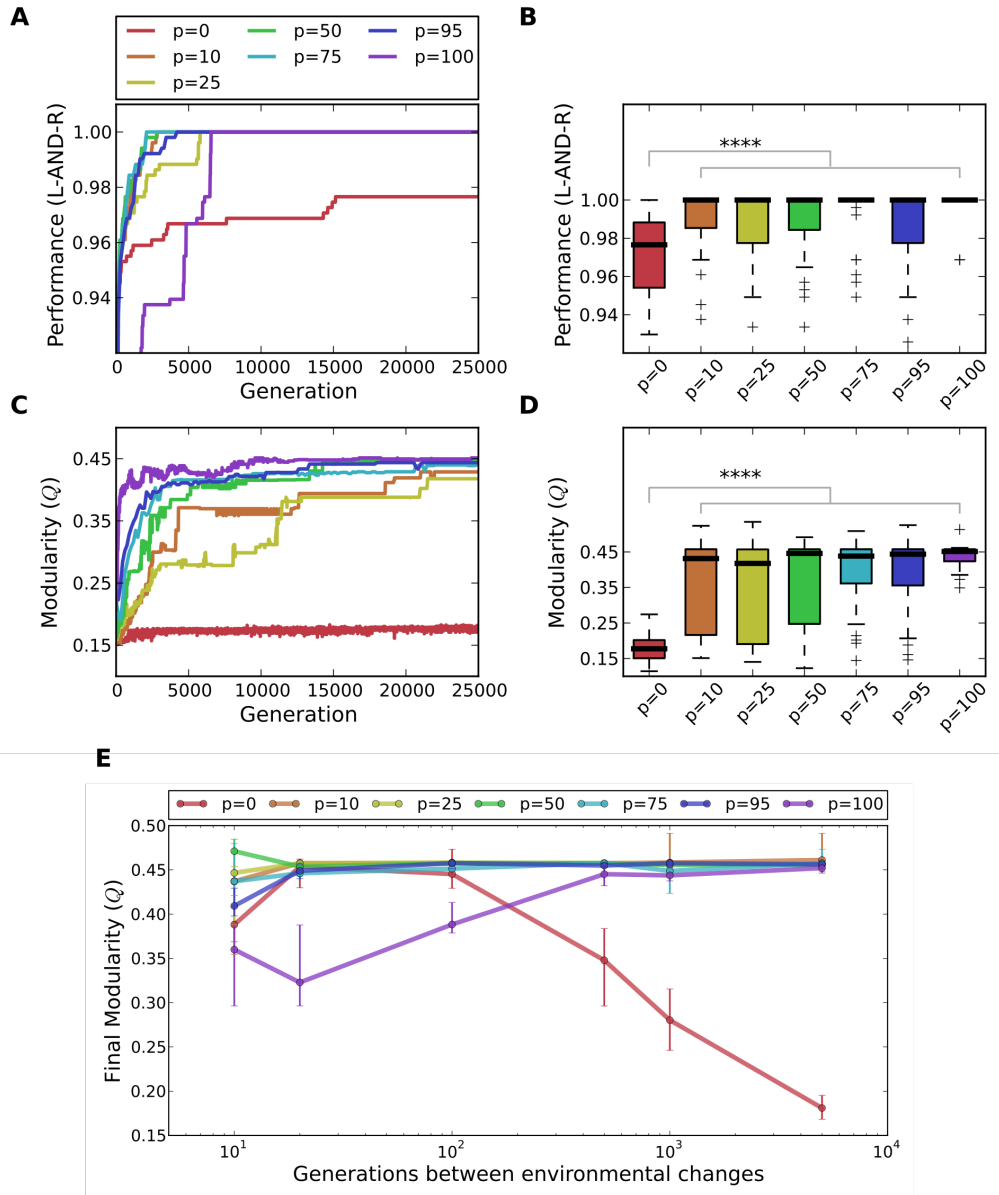 A
p=0 p=50 p=95
p=10 p=75 p=100
p=25
Performance (L-AND-R)
1.00
0.98
0.96
0.94
0 5000 10000 15000 20000 25000
Generation
B
Performance (L-AND-R)
****
1.00
0.98
0.96
0.94
p=0 p=10 p=25 p=50 p=75 p=95 p=100
C
Modularity (Q)
0.45
0.35
0.25
0.15
0 5000 10000 15000 20000 25000
Generation
D
Modularity (Q)
****
0.45
0.35
0.25
0.15
p=0 p=10 p=25 p=50 p=75 p=95 p=100
E
p=0 p=10 p=25 p=50 p=75 p=95 p=100
Final Modularity (Q)
0.50
0.45
0.40
0.35
0.30
0.25
0.20
0.15
10¹ 10² 10³ 10⁴
Generations between environmental changes